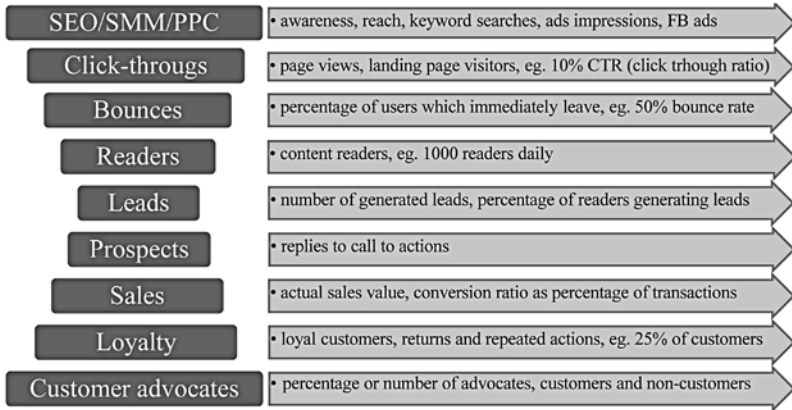 SEO/SMM/PPC
• awareness, reach, keyword searches, ads impressions, FB ads
Click-througs
• page views, landing page visitors, eg. 10% CTR (click trhough ratio)
Bounces
• percentage of users which immediately leave, eg. 50% bounce rate
Readers
• content readers, eg. 1000 readers daily
Leads
• number of generated leads, percentage of readers generating leads
Prospects
• replies to call to actions
Sales
• actual sales value, conversion ratio as percentage of transactions
Loyalty
• loyal customers, returns and repeated actions, eg. 25% of customers
Customer advocates
• percentage or number of advocates, customers and non-customers